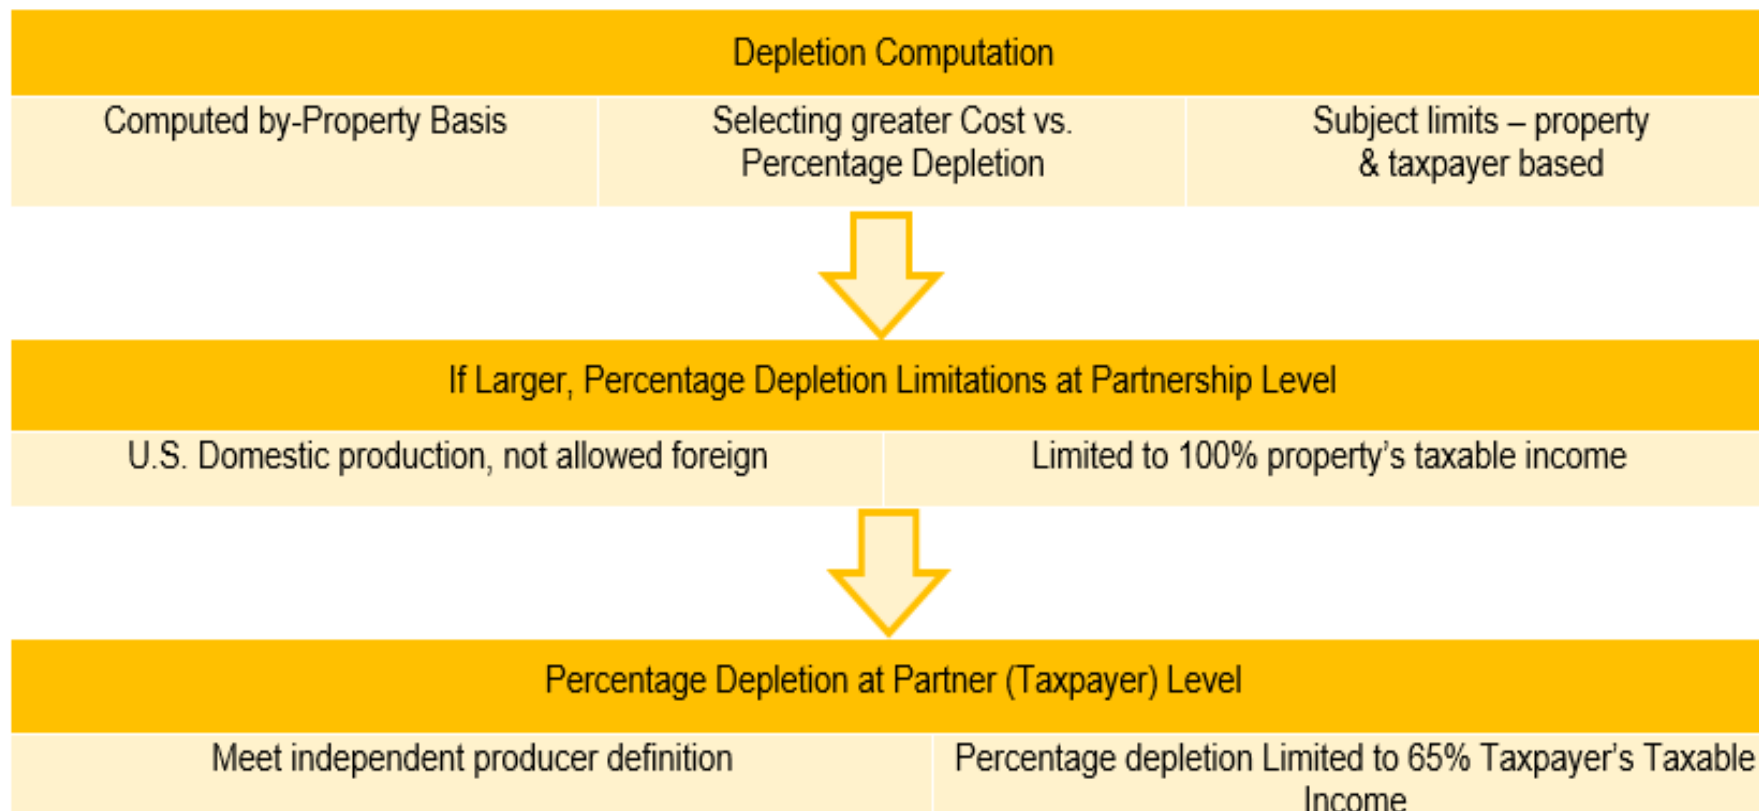 Depletion Computation
Computed by-Property Basis
Selecting greater Cost vs.
Percentage Depletion
Subject limits – property
& taxpayer based
If Larger, Percentage Depletion Limitations at Partnership Level
U.S. Domestic production, not allowed foreign
Limited to 100% property’s taxable income
Percentage Depletion at Partner (Taxpayer) Level
Meet independent producer definition
Percentage depletion Limited to 65% Taxpayer’s Taxable
Income